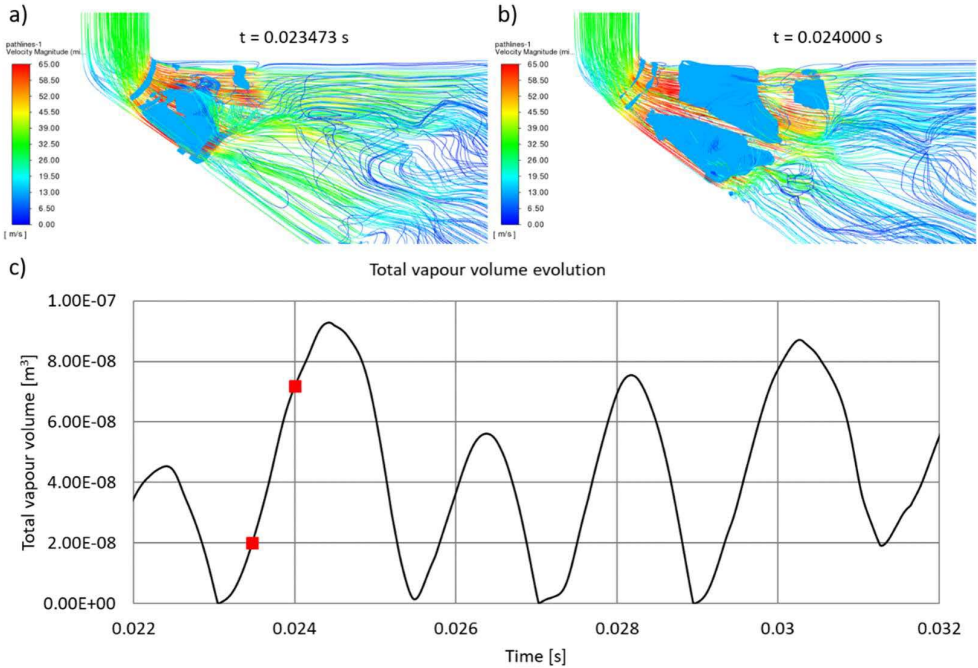 a)
t = 0.023473 s
pathlines-1
Velocity Magnitude (mi...
65.00
58.50
52.00
45.50
39.00
32.50
26.00
19.50
13.00
6.50
0.00
[ m/s ]
b)
t = 0.024000 s
pathlines-1
Velocity Magnitude (mi...
65.00
58.50
52.00
45.50
39.00
32.50
26.00
19.50
13.00
6.50
0.00
[ m/s ]
c)
Total vapour volume evolution
Total vapour volume [m³]
1.00E-07
8.00E-08
6.00E-08
4.00E-08
2.00E-08
0.00E+00
0.022
0.024
0.026
0.028
0.03
0.032
Time [s]